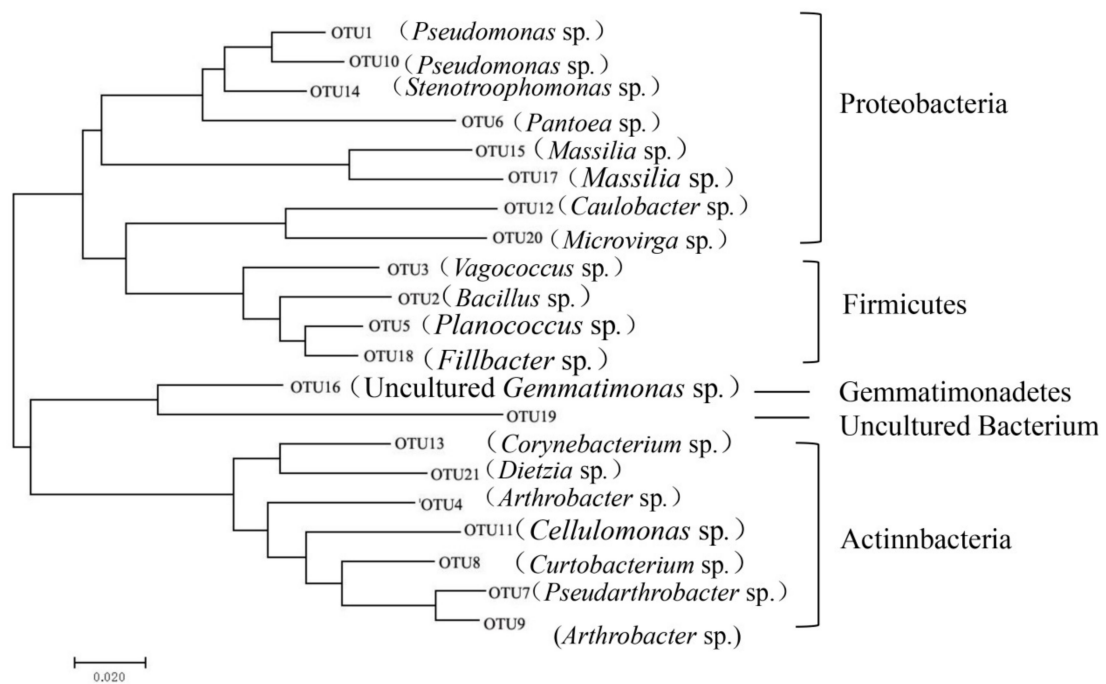 OTU1 （Pseudomonas sp.）
OTU10（Pseudomonas sp.）
OTU14 （Stenotroophomonas sp.）
Proteobacteria
OTU6（Pantoea sp.）
OTU15（Massilia sp.）
OTU17（Massilia sp.）
OTU12（Caulobacter sp.）
OTU20（Microvirga sp.）
OTU3（Vagococcus sp.）
OTU2（Bacillus sp.）
Firmicutes
OTU5（Planococcus sp.）
OTU18（Fillbacter sp.）
OTU16（Uncultured Gemmatimonas sp.） Gemmatimonadetes
OTU19 Uncultured Bacterium
OTU13 （Corynebacterium sp.）
OTU21（Dietzia sp.）
'OTU4 （Arthrobacter sp.）
OTU11（Cellulomonas sp.）
Actinnbacteria
OTU8 （Curtobacterium sp.）
OTU7（Pseudarthrobacter sp.）
OTU9 (Arthrobacter sp.)
0.020